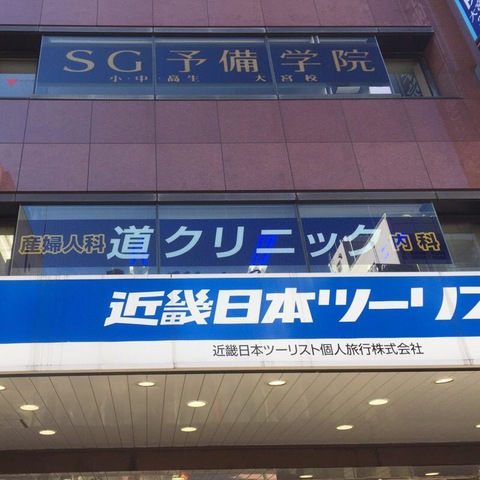 SG予備学院
小・中・高生 大宮校
産婦人科 道クリニック 内科
近畿日本ツーリス
近畿日本ツーリスト個人旅行株式会社